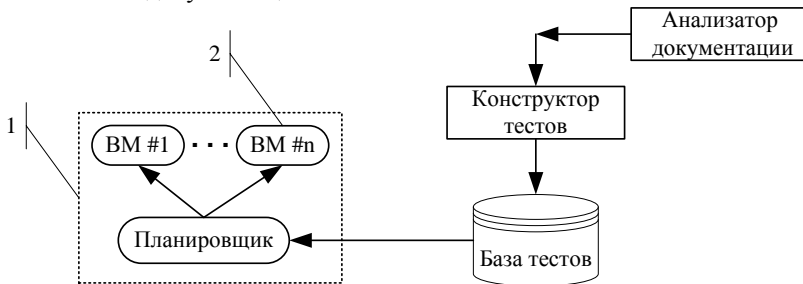 Анализатор
документации
2
Конструктор
тестов
1
ВМ #1
ВМ #n
Планировщик
База тестов